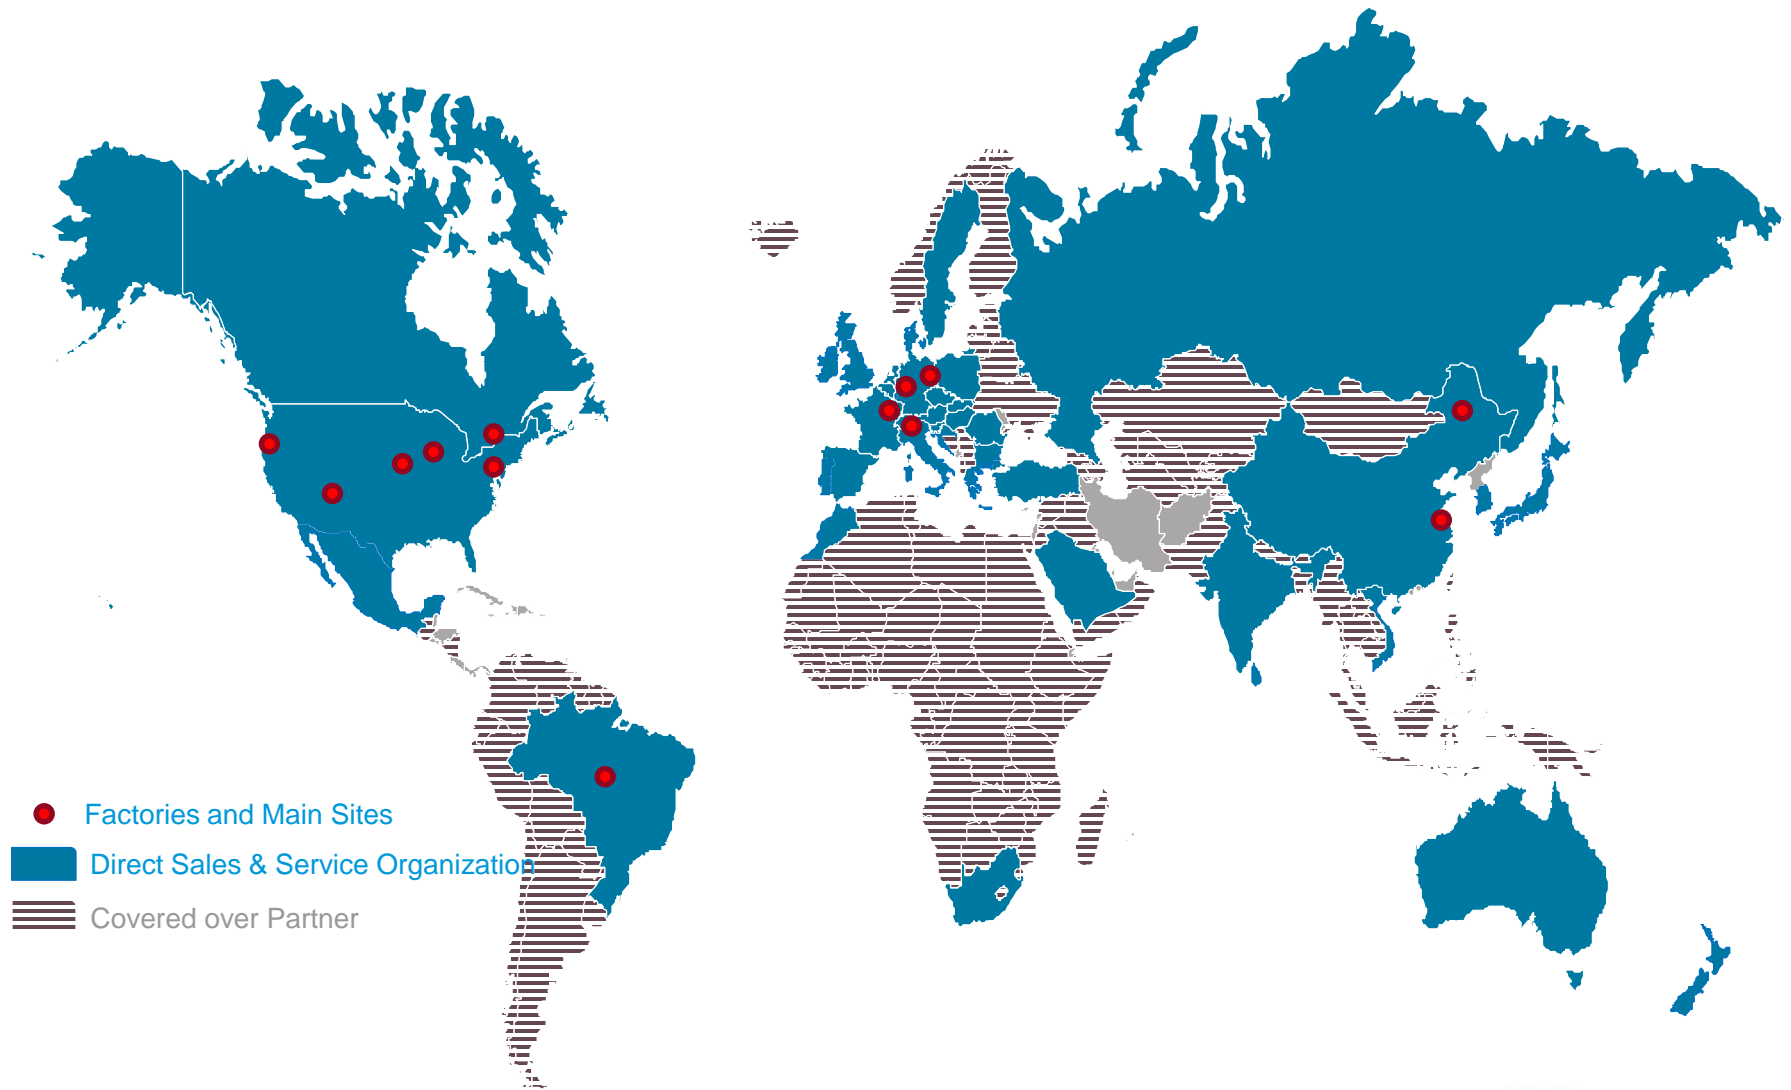 Factories and Main Sites
Direct Sales & Service Organization
Covered over Partner